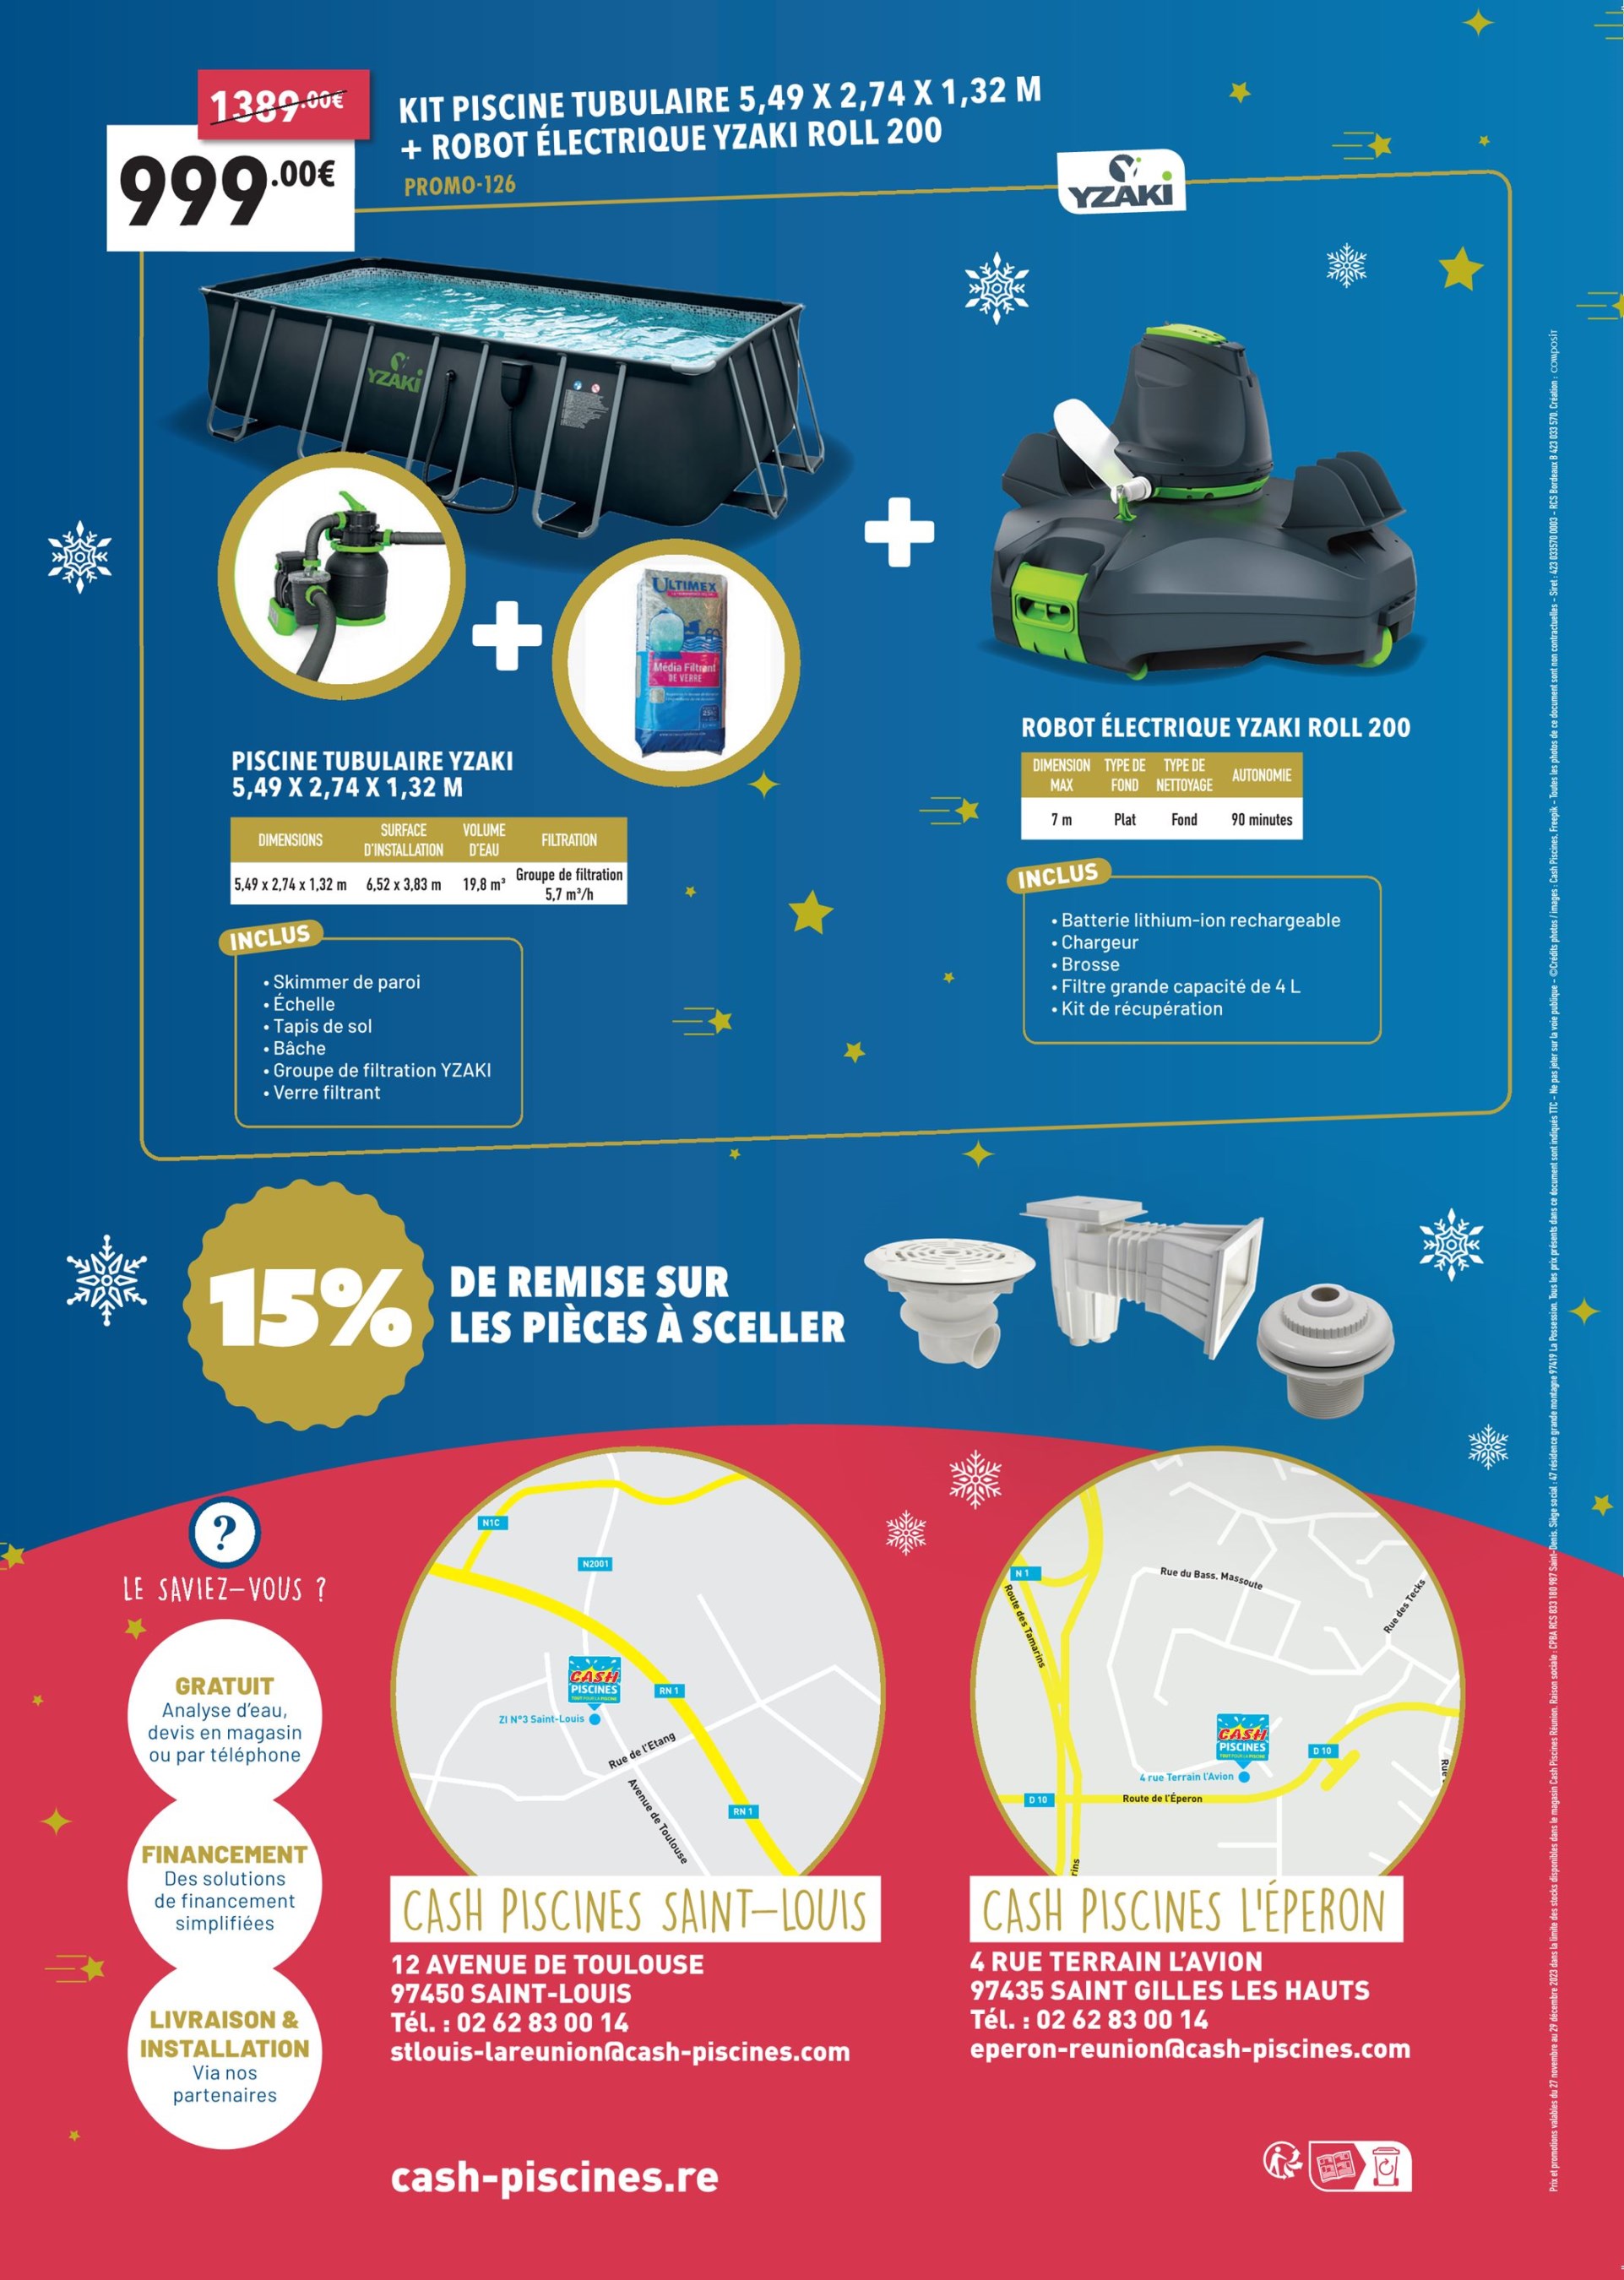 1389.00€
999.00€
KIT PISCINE TUBULAIRE 5,49 X 2,74 X 1,32 M
+ ROBOT ÉLECTRIQUE YZAKI ROLL 200
PROMO-126
YZAKI
YZAKI
ULTIMEX
Média Filtrant
DE VERRE
PISCINE TUBULAIRE YZAKI
5,49 X 2,74 X 1,32 M
DIMENSIONS
SURFACE
D'INSTALLATION
VOLUME
D'EAU
FILTRATION
5,49 x 2,74 x 1,32 m
6,52 x 3,83 m
19,8 m³
Groupe de filtration
5,7 m³/h
INCLUS
• Skimmer de paroi
• Échelle
• Tapis de sol
• Bâche
• Groupe de filtration YZAKI
• Verre filtrant
ROBOT ÉLECTRIQUE YZAKI ROLL 200
DIMENSION
MAX
TYPE DE
FOND
TYPE DE
NETTOYAGE
AUTONOMIE
7 m
Plat
Fond
90 minutes
INCLUS
• Batterie lithium-ion rechargeable
• Chargeur
• Brosse
• Filtre grande capacité de 4 L
• Kit de récupération
15%
DE REMISE SUR
LES PIÈCES À SCELLER
?
LE SAVIEZ-VOUS ?
GRATUIT
Analyse d'eau,
devis en magasin
ou par téléphone
FINANCEMENT
Des solutions
de financement
simplifiées
LIVRAISON &
INSTALLATION
Via nos
partenaires
N1C
N2001
CASH
PISCINES
TOUT POUR LA PISCINE
RN 1
ZI N°3 Saint-Louis
Rue de l'Etang
Avenue de Toulouse
RN 1
CASH PISCINES SAINT-LOUIS
12 AVENUE DE TOULOUSE
97450 SAINT-LOUIS
Tél. : 02 62 83 00 14
stlouis-lareunion@cash-piscines.com
N 1
Route des Tamarins
Rue du Bass. Massoute
Rue des Tecks
CASH
PISCINES
TOUT POUR LA PISCINE
D 10
4 rue Terrain l'Avion
D 10
Route de l'Éperon
Rue
rins
CASH PISCINES L'ÉPERON
4 RUE TERRAIN L'AVION
97435 SAINT GILLES LES HAUTS
Tél. : 02 62 83 00 14
eperon-reunion@cash-piscines.com
cash-piscines.re
Prix et promotions valables du 27 novembre au 29 décembre 2023 dans la limite des stocks disponibles dans le magasin Cash Piscines Réunion. Raison sociale : CPBA RCS 833 180 987 Saint-Denis. Siège social : 47 résidence grande montagne 97419 La Possession. Tous les prix présents dans ce document sont indiqués TTC - Ne pas jeter sur la voie publique - ©Crédits photos / images : Cash Piscines, Freepik - Toutes les photos de ce document sont non contractuelles - Siret : 423 033570 0003 - RCS Bordeaux B 423 033 570. Création : composiT